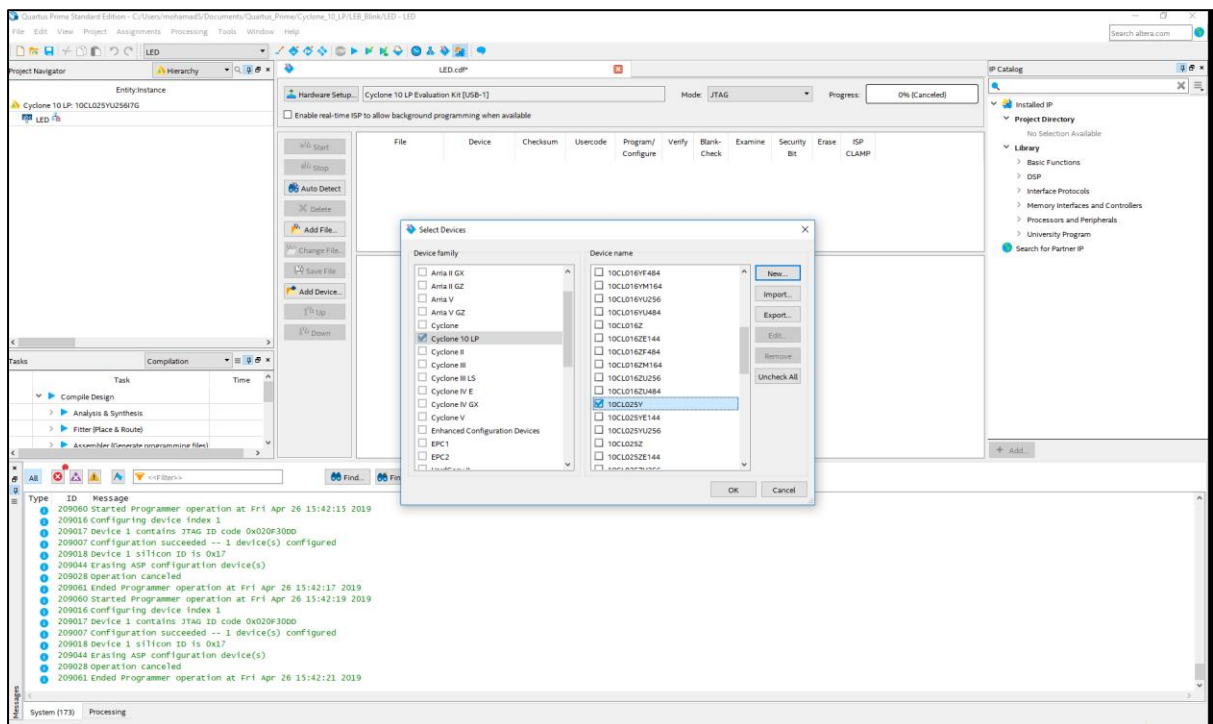 Quartus Prime Standard Edition - C:/Users/mohamad5/Documents/Quartus_Prime/Cyclone_10_LP/LEB_Blink/LED - LED
File Edit View Project Assignments Processing Tools Window Help
Search altera.com
LED
Project Navigator Hierarchy
Entity:Instance
Cyclone 10 LP: 10CL025YU256I7G
LED
LED.cdf*
Hardware Setup... Cyclone 10 LP Evaluation Kit [USB-1] Mode: JTAG Progress: 0% (Canceled)
Enable real-time ISP to allow background programming when available
Start
Stop
Auto Detect
Delete
Add File...
Change File...
Save File
Add Device...
Up
Down
File Device Checksum Usercode Program/ Configure Verify Blank- Check Examine Security Bit Erase ISP CLAMP
IP Catalog
Installed IP
Project Directory
No Selection Available
Library
Basic Functions
DSP
Interface Protocols
Memory Interfaces and Controllers
Processors and Peripherals
University Program
Search for Partner IP
+ Add...
Select Devices
Device family
Arria II GX
Arria II GZ
Arria V
Arria V GZ
Cyclone
Cyclone 10 LP
Cyclone II
Cyclone III
Cyclone III LS
Cyclone IV E
Cyclone IV GX
Cyclone V
Enhanced Configuration Devices
EPC1
EPC2
Device name
10CL016YF484
10CL016YM164
10CL016YU256
10CL016YU484
10CL016Z
10CL016ZE144
10CL016ZF484
10CL016ZM164
10CL016ZU256
10CL016ZU484
10CL025Y
10CL025YE144
10CL025YU256
10CL025Z
10CL025ZE144
New...
Import...
Export...
Edit...
Remove
Uncheck All
OK Cancel
Tasks Compilation
Task Time
Compile Design
Analysis & Synthesis
Fitter (Place & Route)
Assembler (Generate programming files)
All <<Filter>> Find... Fin
Type ID Message
209060 Started Programmer operation at Fri Apr 26 15:42:15 2019
209016 Configuring device index 1
209017 Device 1 contains JTAG ID code 0x020F30DD
209007 Configuration succeeded -- 1 device(s) configured
209018 Device 1 silicon ID is 0x17
209044 Erasing ASP configuration device(s)
209028 Operation canceled
209061 Ended Programmer operation at Fri Apr 26 15:42:17 2019
209060 Started Programmer operation at Fri Apr 26 15:42:19 2019
209016 Configuring device index 1
209017 Device 1 contains JTAG ID code 0x020F30DD
209007 Configuration succeeded -- 1 device(s) configured
209018 Device 1 silicon ID is 0x17
209044 Erasing ASP configuration device(s)
209028 Operation canceled
209061 Ended Programmer operation at Fri Apr 26 15:42:21 2019
Messages
System (173) Processing